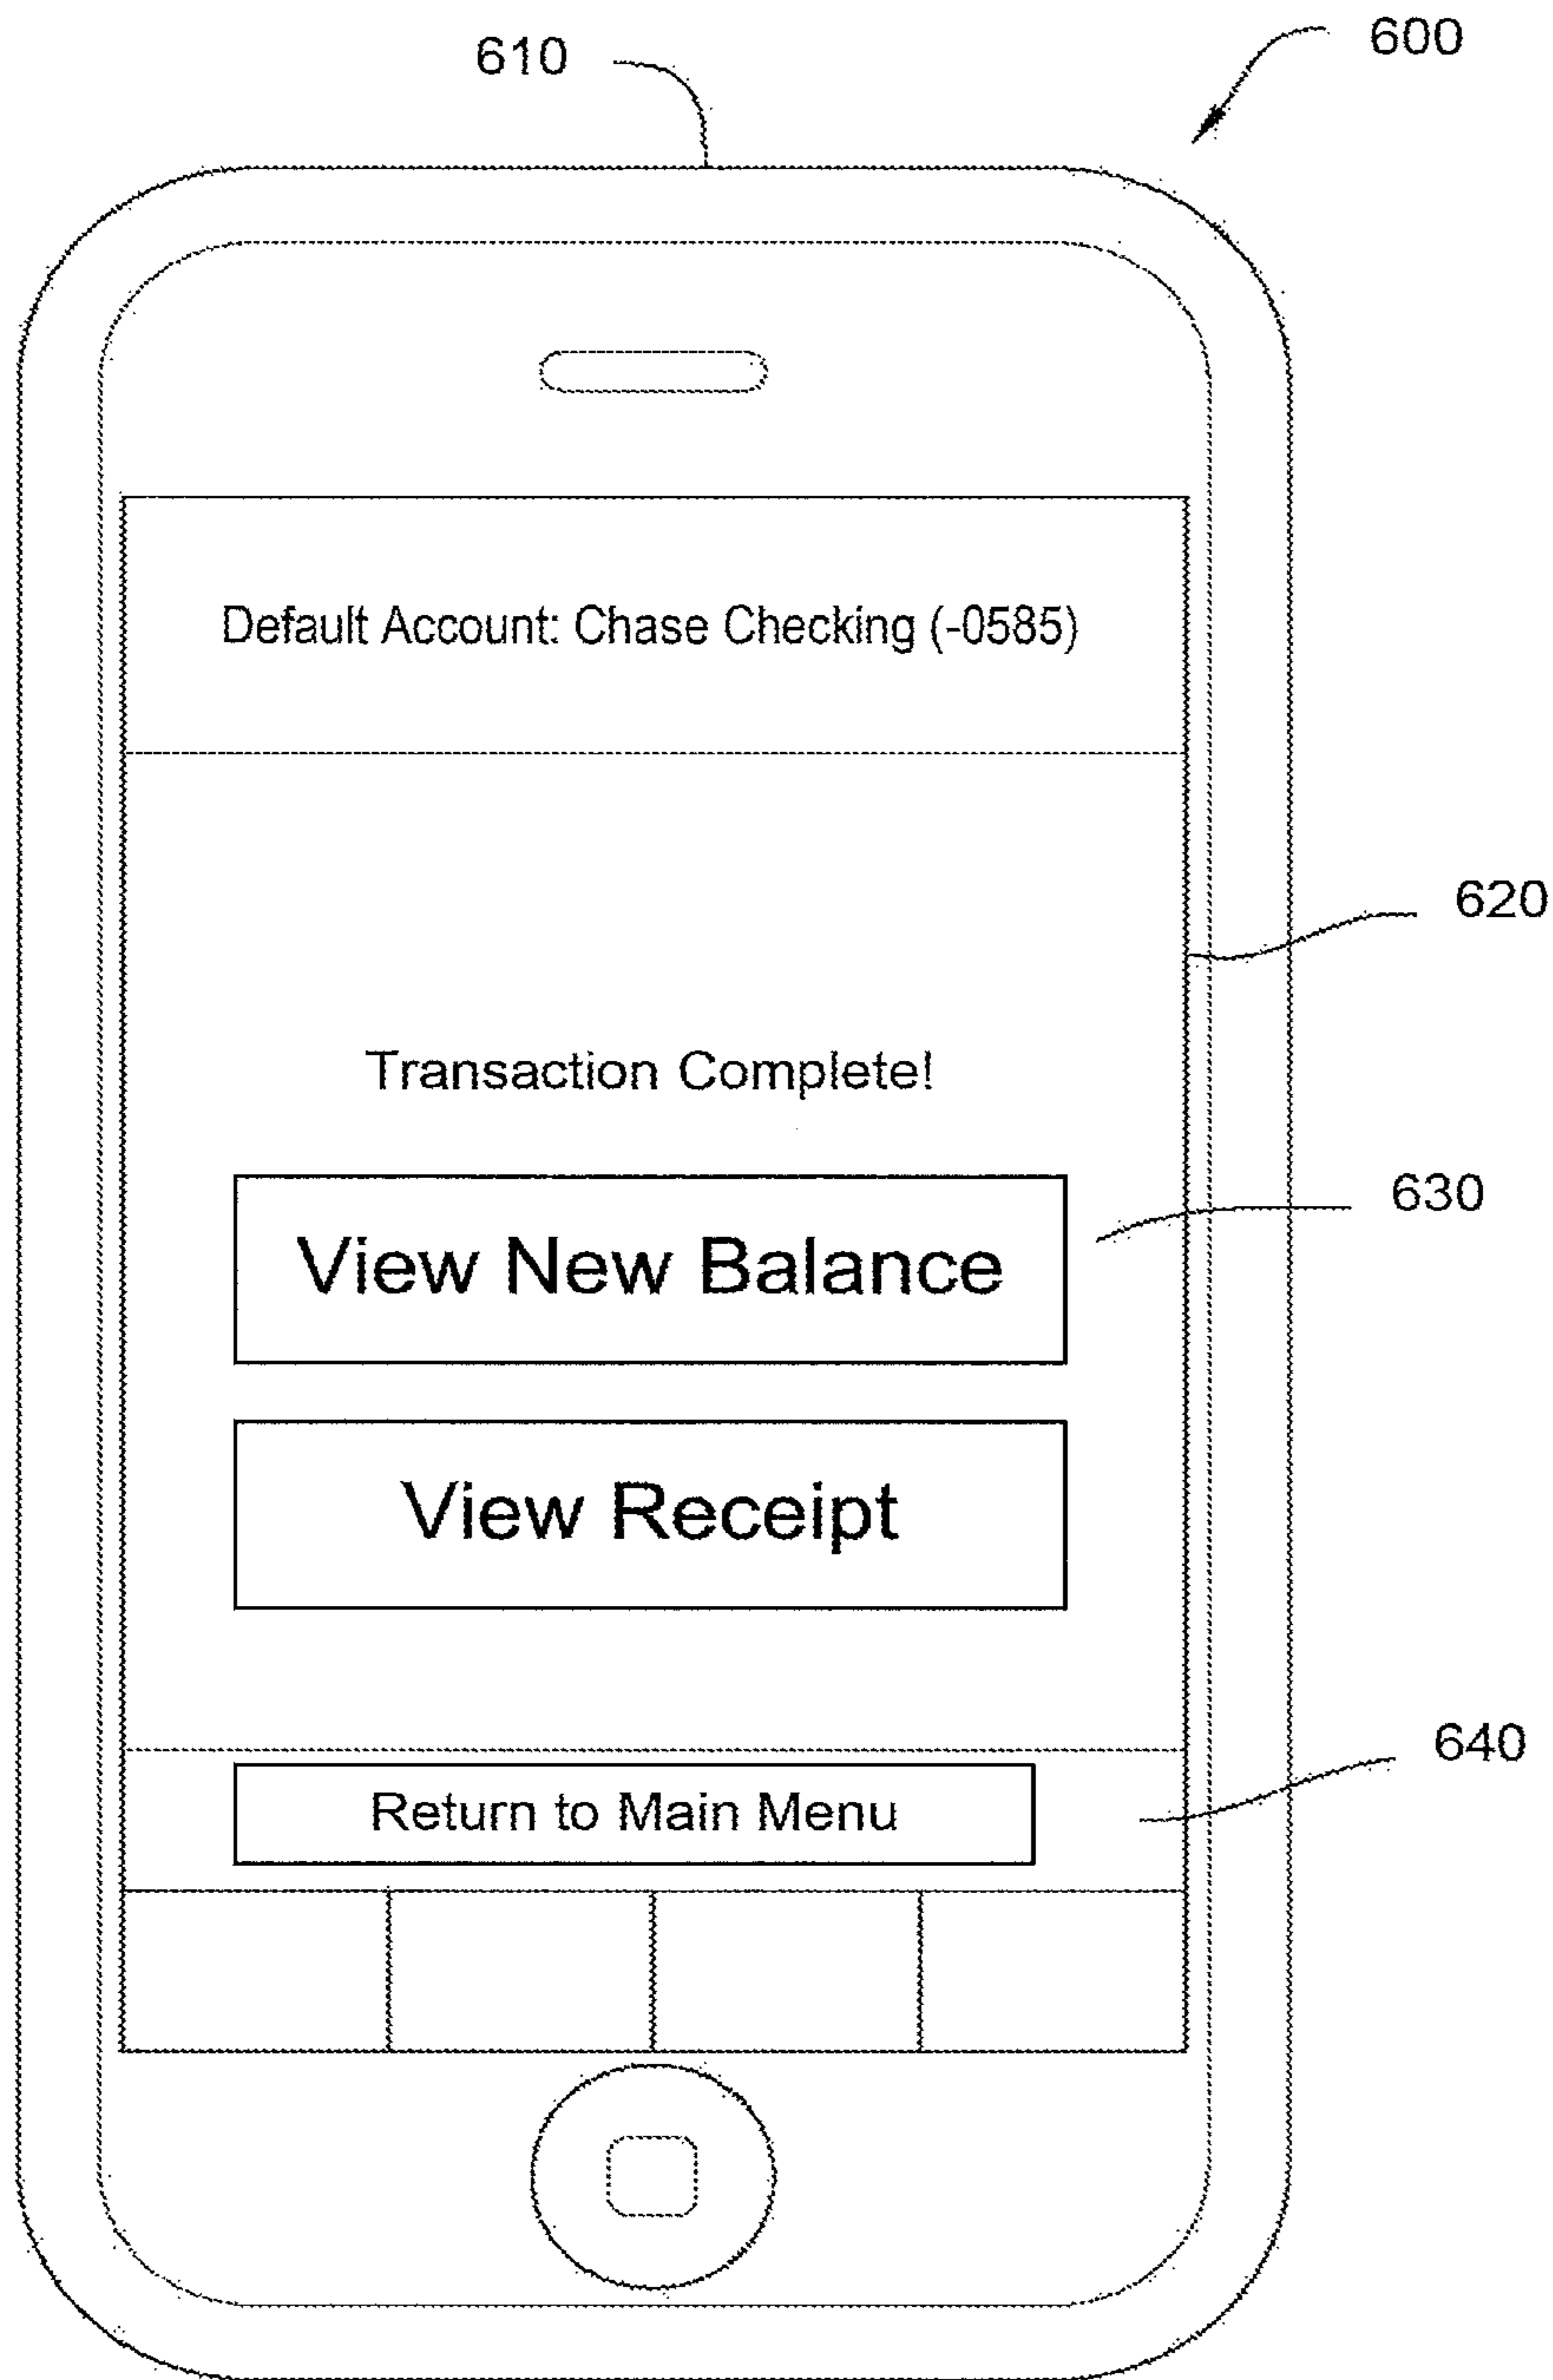 600
610
Default Account: Chase Checking (-0585)
620
Transaction Complete!
630
View New Balance
View Receipt
640
Return to Main Menu